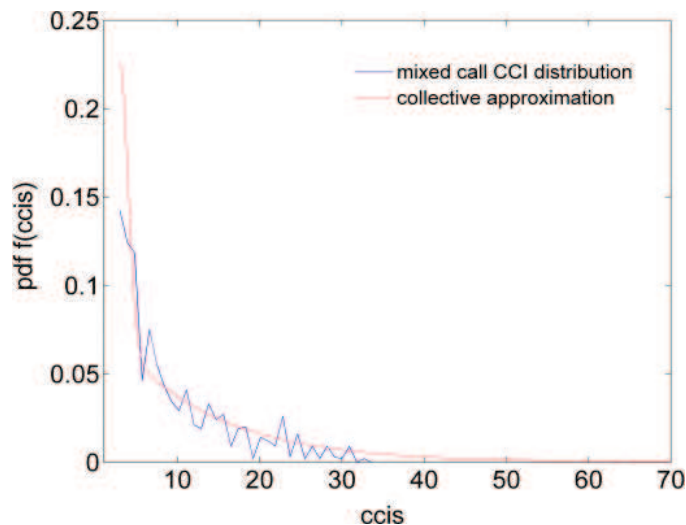 0.25
mixed call CCI distribution
collective approximation
0.2
0.15
pdf f(ccis)
0.1
0.05
0
10 20 30 40 50 60 70
ccis